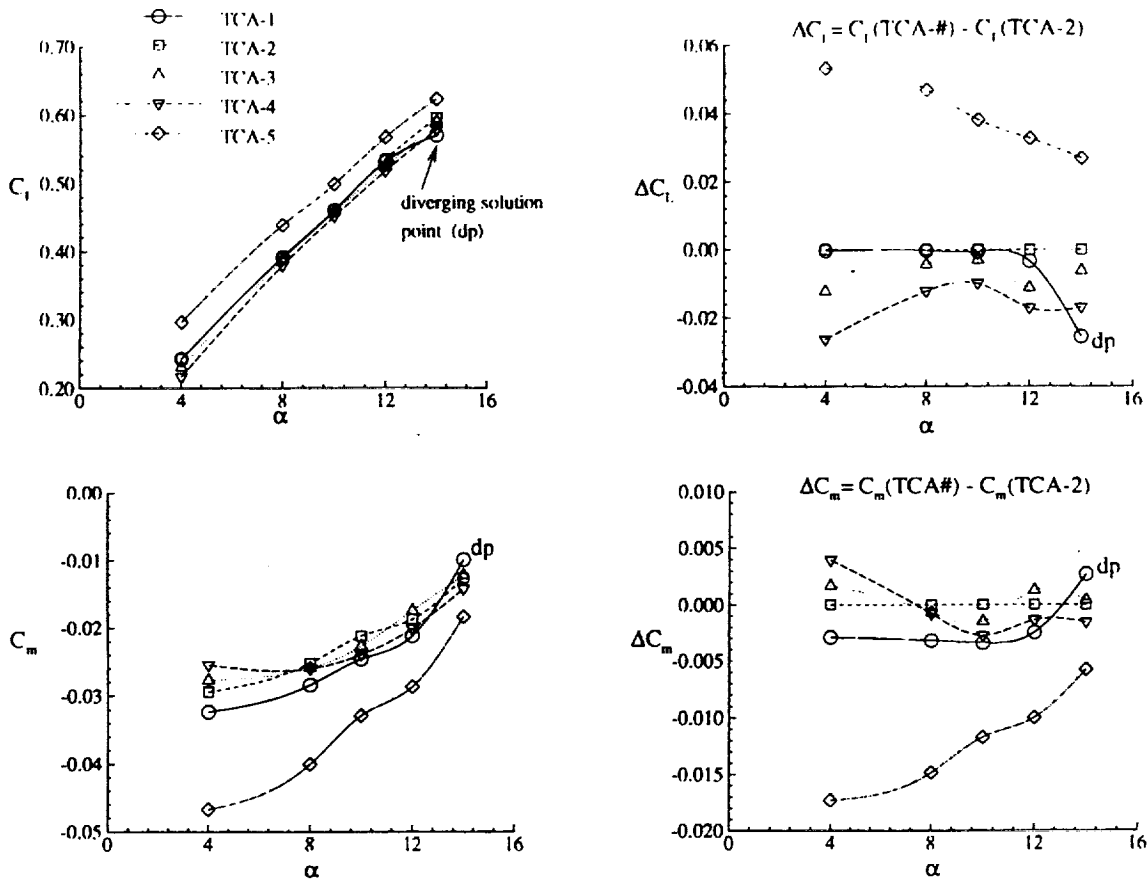 TCA-1
TCA-2
TCA-3
TCA-4
TCA-5
0.70
0.60
0.50
0.40
0.30
0.20
C_l
0
4
8
12
16
α
diverging solution
point (dp)
ΔC_l = C_l(TCA-#) - C_l(TCA-2)
0.06
0.04
0.02
0.00
-0.02
-0.04
ΔC_L
dp
0
4
8
12
16
α
0.00
-0.01
-0.02
-0.03
-0.04
-0.05
C_m
dp
0
4
8
12
16
α
ΔC_m = C_m(TCA#) - C_m(TCA-2)
0.010
0.005
0.000
-0.005
-0.010
-0.015
-0.020
ΔC_m
dp
0
4
8
12
16
α